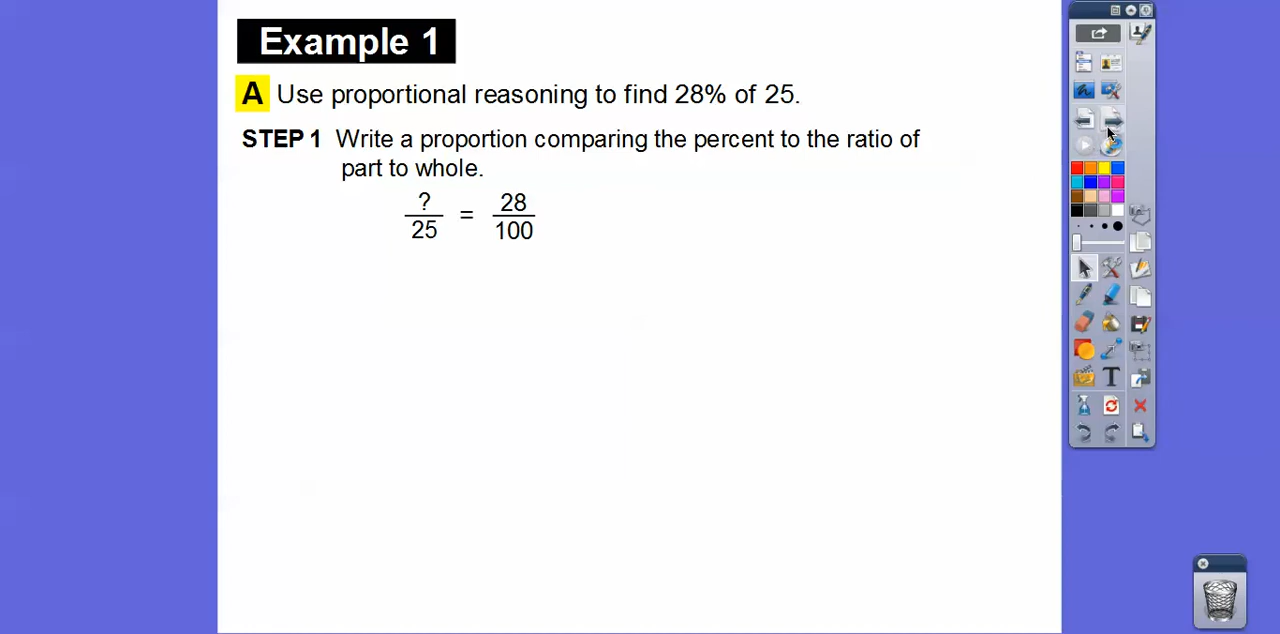 Example 1
A Use proportional reasoning to find 28% of 25.
STEP 1 Write a proportion comparing the percent to the ratio of
part to whole.
? / 25 = 28 / 100
T